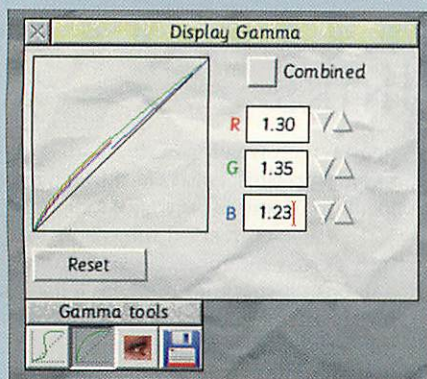 Display Gamma
Combined
R 1.30
G 1.35
B 1.23
Reset
Gamma tools